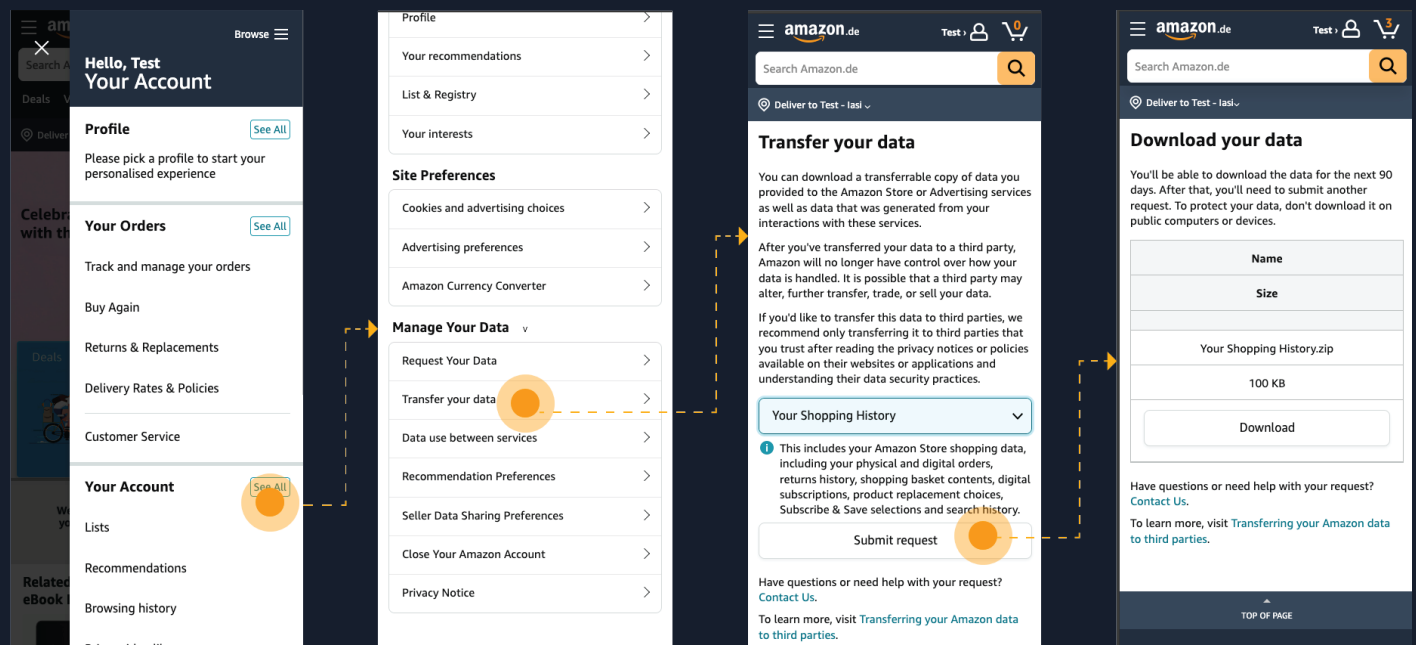 am
Search A
Deals V
Deliver
Celebra
with th
Deals
We
yo
Related
eBook
Browse
Hello, Test
Your Account
Profile
See All
Please pick a profile to start your
personalised experience
Your Orders
See All
Track and manage your orders
Buy Again
Returns & Replacements
Delivery Rates & Policies
Customer Service
Your Account
See All
Lists
Recommendations
Browsing history
Profile
Your recommendations
List & Registry
Your interests
Site Preferences
Cookies and advertising choices
Advertising preferences
Amazon Currency Converter
Manage Your Data v
Request Your Data
Transfer your data
Data use between services
Recommendation Preferences
Seller Data Sharing Preferences
Close Your Amazon Account
Privacy Notice
amazon.de
Test ›
0
Search Amazon.de
Deliver to Test - Iasi
Transfer your data
You can download a transferrable copy of data you
provided to the Amazon Store or Advertising services
as well as data that was generated from your
interactions with these services.
After you've transferred your data to a third party,
Amazon will no longer have control over how your
data is handled. It is possible that a third party may
alter, further transfer, trade, or sell your data.
If you'd like to transfer this data to third parties, we
recommend only transferring it to third parties that
you trust after reading the privacy notices or policies
available on their websites or applications and
understanding their data security practices.
Your Shopping History
This includes your Amazon Store shopping data,
including your physical and digital orders,
returns history, shopping basket contents, digital
subscriptions, product replacement choices,
Subscribe & Save selections and search history.
Submit request
Have questions or need help with your request?
Contact Us.
To learn more, visit Transferring your Amazon data
to third parties.
amazon.de
Test ›
3
Search Amazon.de
Deliver to Test - Iasi
Download your data
You'll be able to download the data for the next 90
days. After that, you'll need to submit another
request. To protect your data, don't download it on
public computers or devices.
Name
Size
Your Shopping History.zip
100 KB
Download
Have questions or need help with your request?
Contact Us.
To learn more, visit Transferring your Amazon data
to third parties.
TOP OF PAGE